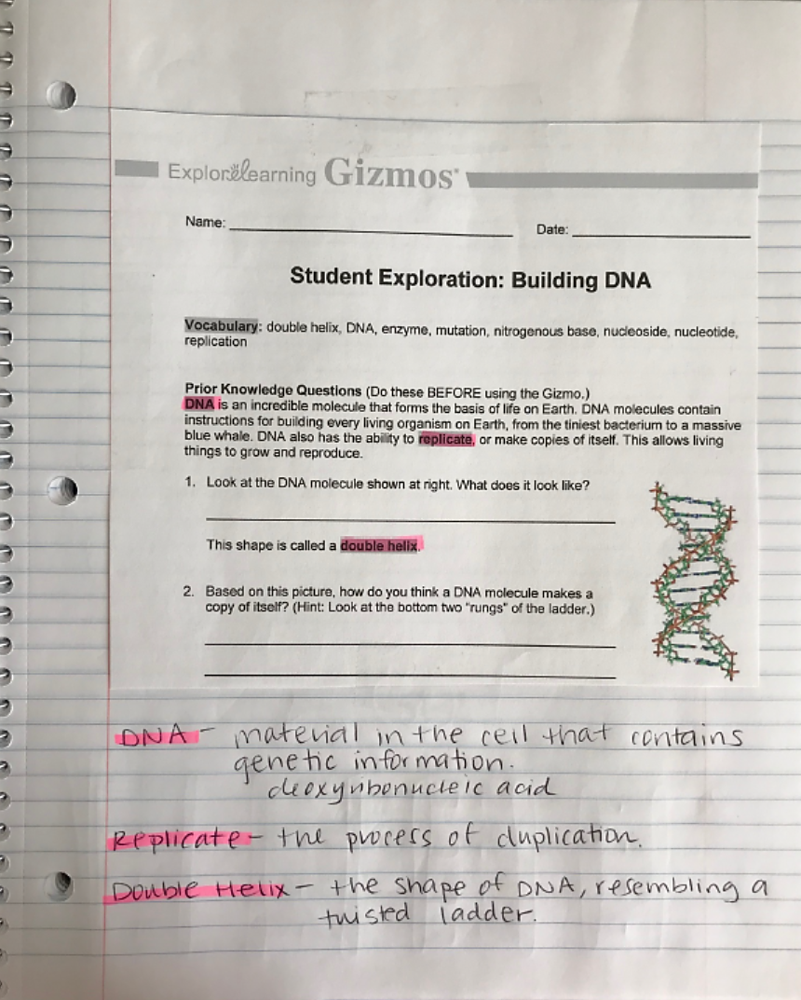 ExploreLearning Gizmos®
Name: Date:
Student Exploration: Building DNA
Vocabulary: double helix, DNA, enzyme, mutation, nitrogenous base, nucleoside, nucleotide,
replication
Prior Knowledge Questions (Do these BEFORE using the Gizmo.)
DNA is an incredible molecule that forms the basis of life on Earth. DNA molecules contain
instructions for building every living organism on Earth, from the tiniest bacterium to a massive
blue whale. DNA also has the ability to replicate, or make copies of itself. This allows living
things to grow and reproduce.
1. Look at the DNA molecule shown at right. What does it look like?
This shape is called a double helix.
2. Based on this picture, how do you think a DNA molecule makes a
copy of itself? (Hint: Look at the bottom two "rungs" of the ladder.)
DNA - material in the cell that contains
genetic information.
deoxyribonucleic acid
Replicate - the process of duplication.
Double Helix - the shape of DNA, resembling a
twisted ladder.